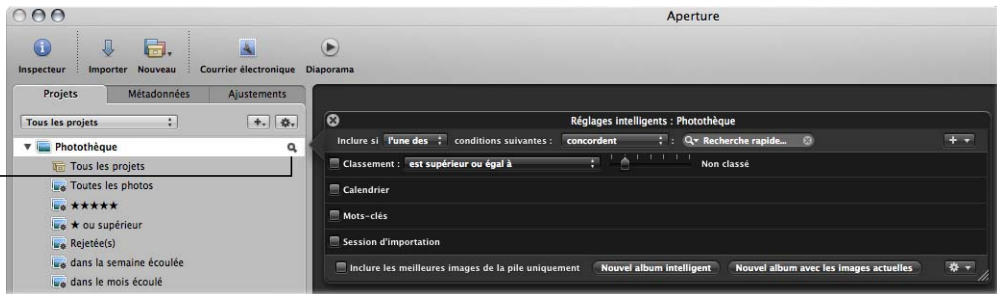 Aperture
Inspecteur Importer Nouveau Courrier électronique Diaporama
Projets Métadonnées Ajustements
Tous les projets
Photothèque
Tous les projets
Toutes les photos
★★★★★
★ ou supérieur
Rejetée(s)
dans la semaine écoulée
dans le mois écoulé
Réglages intelligents : Photothèque
Inclure si l'une des conditions suivantes : concordent : Recherche rapide...
Classement : est supérieur ou égal à Non classé
Calendrier
Mots-clés
Session d'importation
Inclure les meilleures images de la pile uniquement Nouvel album intelligent Nouvel album avec les images actuelles